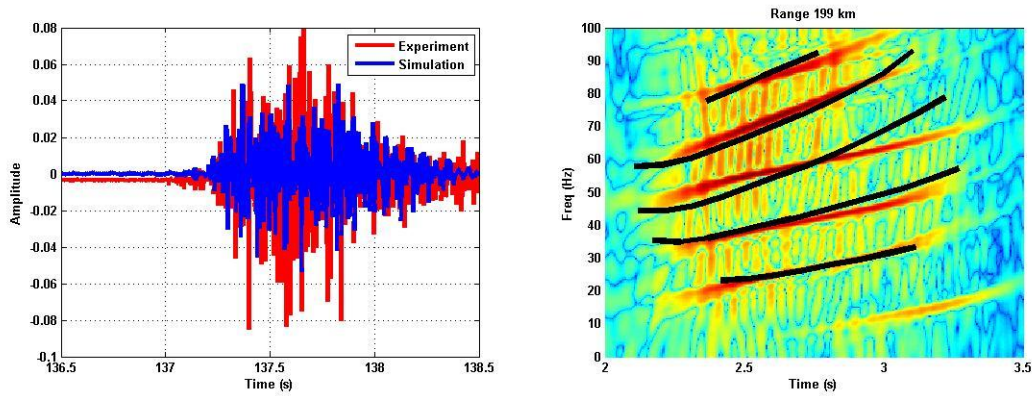 0.08
0.06
0.04
0.02
0
-0.02
-0.04
-0.06
-0.08
-0.1
Amplitude
136.5 137 137.5 138 138.5
Time (s)
Experiment
Simulation
Range 199 km
100
90
80
70
60
50
40
30
20
10
0
Freq (Hz)
2 2.5 3 3.5
Time (s)